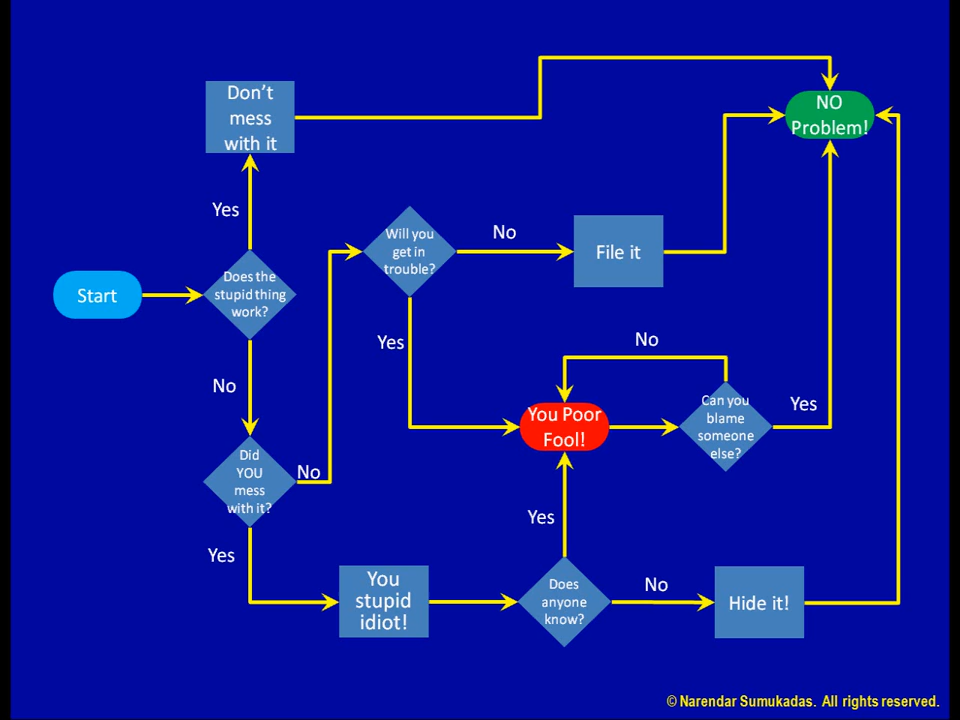 Don't
mess
with it
NO
Problem!
Yes
Will you
get in
trouble?
No
File it
Start
Does the
stupid thing
work?
Yes
No
No
You Poor
Fool!
Can you
blame
someone
else?
Yes
Did
YOU
mess
with it?
No
Yes
Yes
You
stupid
idiot!
Does
anyone
know?
No
Hide it!
© Narendar Sumukadas. All rights reserved.